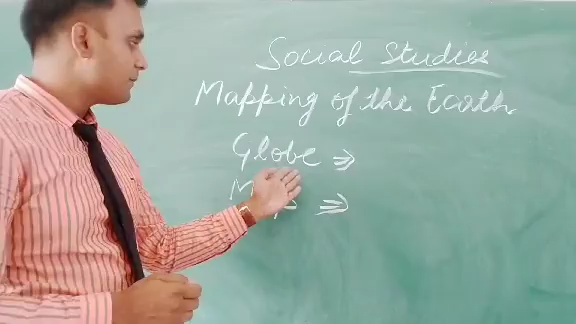 Social Studies
Mapping of the Earth
Globe ⇒
⇒